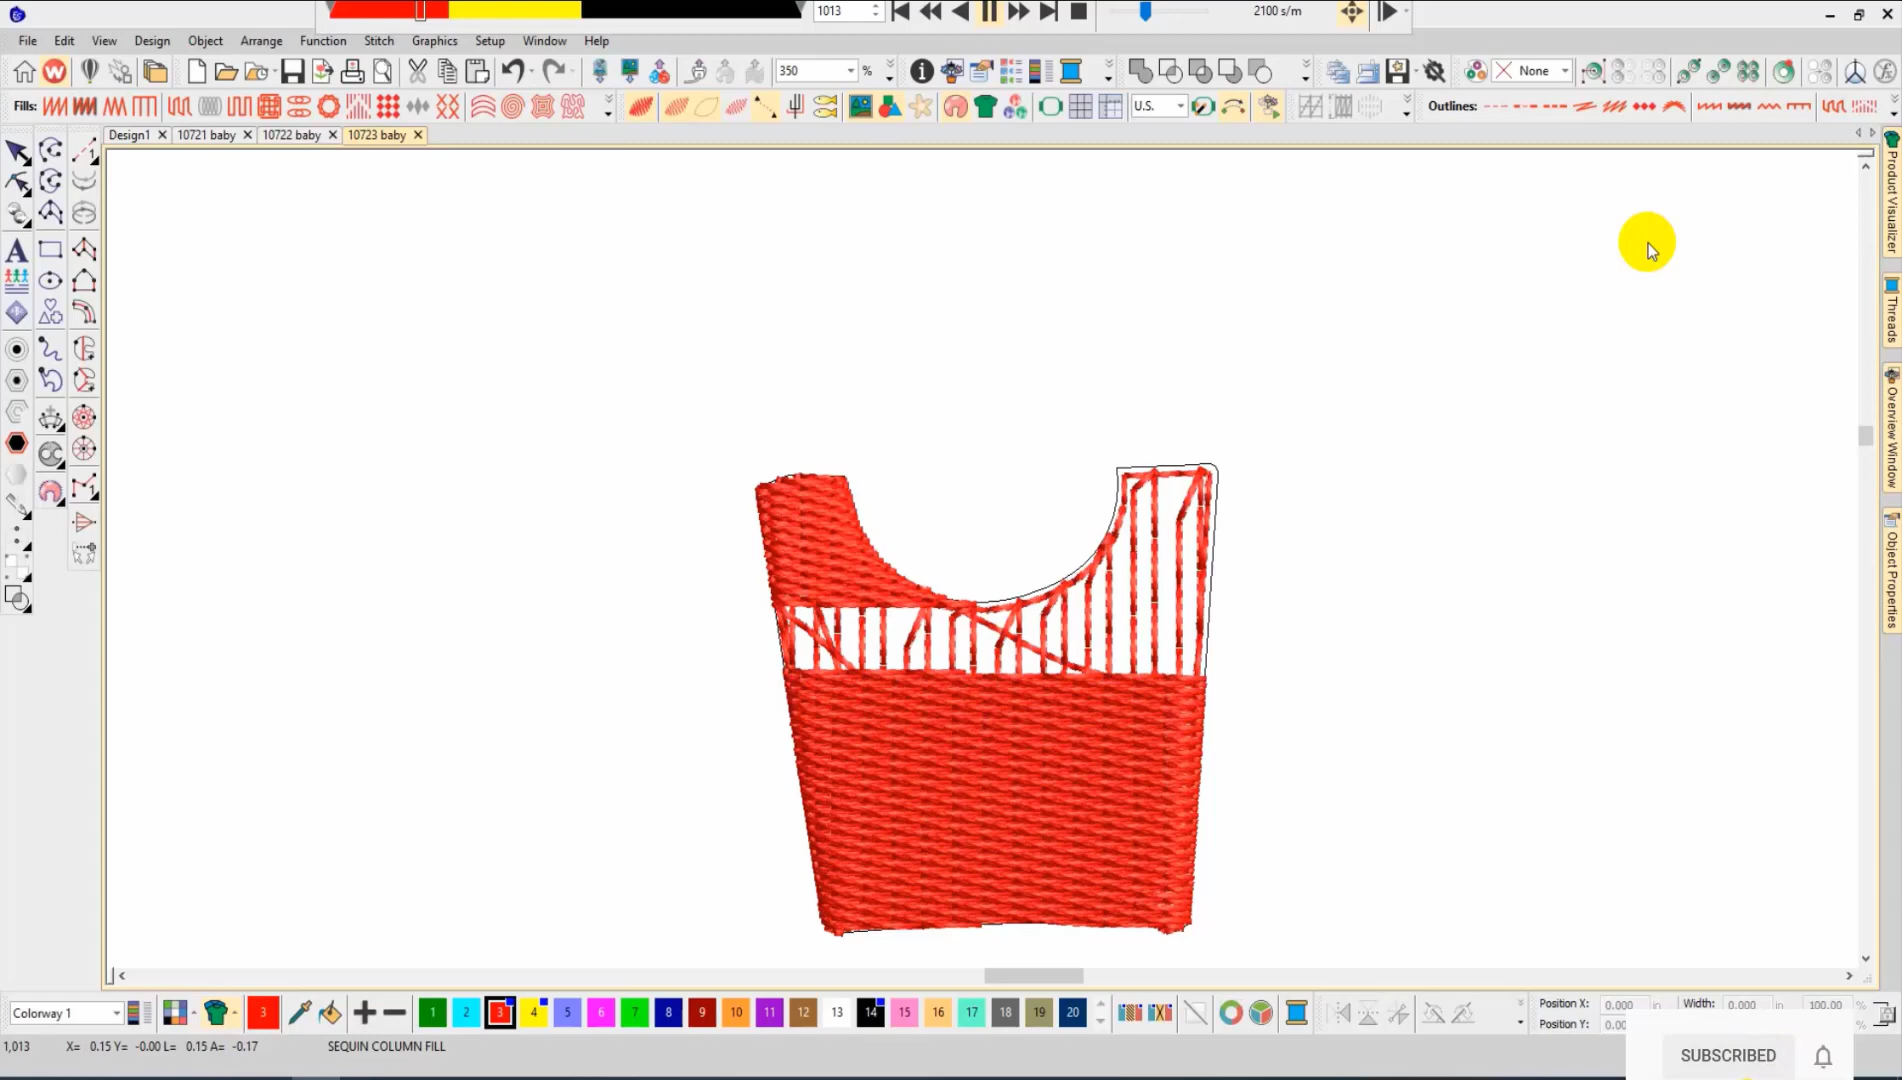 1013
2100 s/m
File Edit View Design Object Arrange Function Stitch Graphics Setup Window Help
350 % None
Fills: U.S. Outlines:
Design1 10721 baby 10722 baby 10723 baby
Product Visualizer
Threads
Overview Window
Object Properties
A
Colorway 1 3 1 2 3 4 5 6 7 8 9 10 11 12 13 14 15 16 17 18 19 20
Position X: 0.000 in Width: 0.000 in 100.00 %
Position Y:
1,013 X= 0.15 Y= -0.00 L= 0.15 A= -0.17 SEQUIN COLUMN FILL
SUBSCRIBED